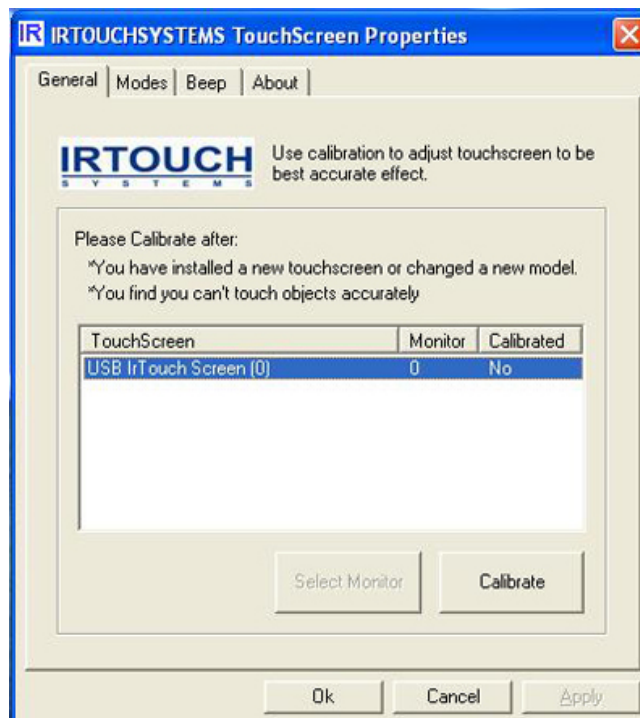 IR IRTOUCHSYSTEMS TouchScreen Properties
General Modes Beep About
IRTOUCH
SYSTEMS
Use calibration to adjust touchscreen to be
best accurate effect.
Please Calibrate after:
*You have installed a new touchscreen or changed a new model.
*You find you can't touch objects accurately
TouchScreen Monitor Calibrated
USB IrTouch Screen (0) 0 No
Select Monitor Calibrate
Ok Cancel Apply